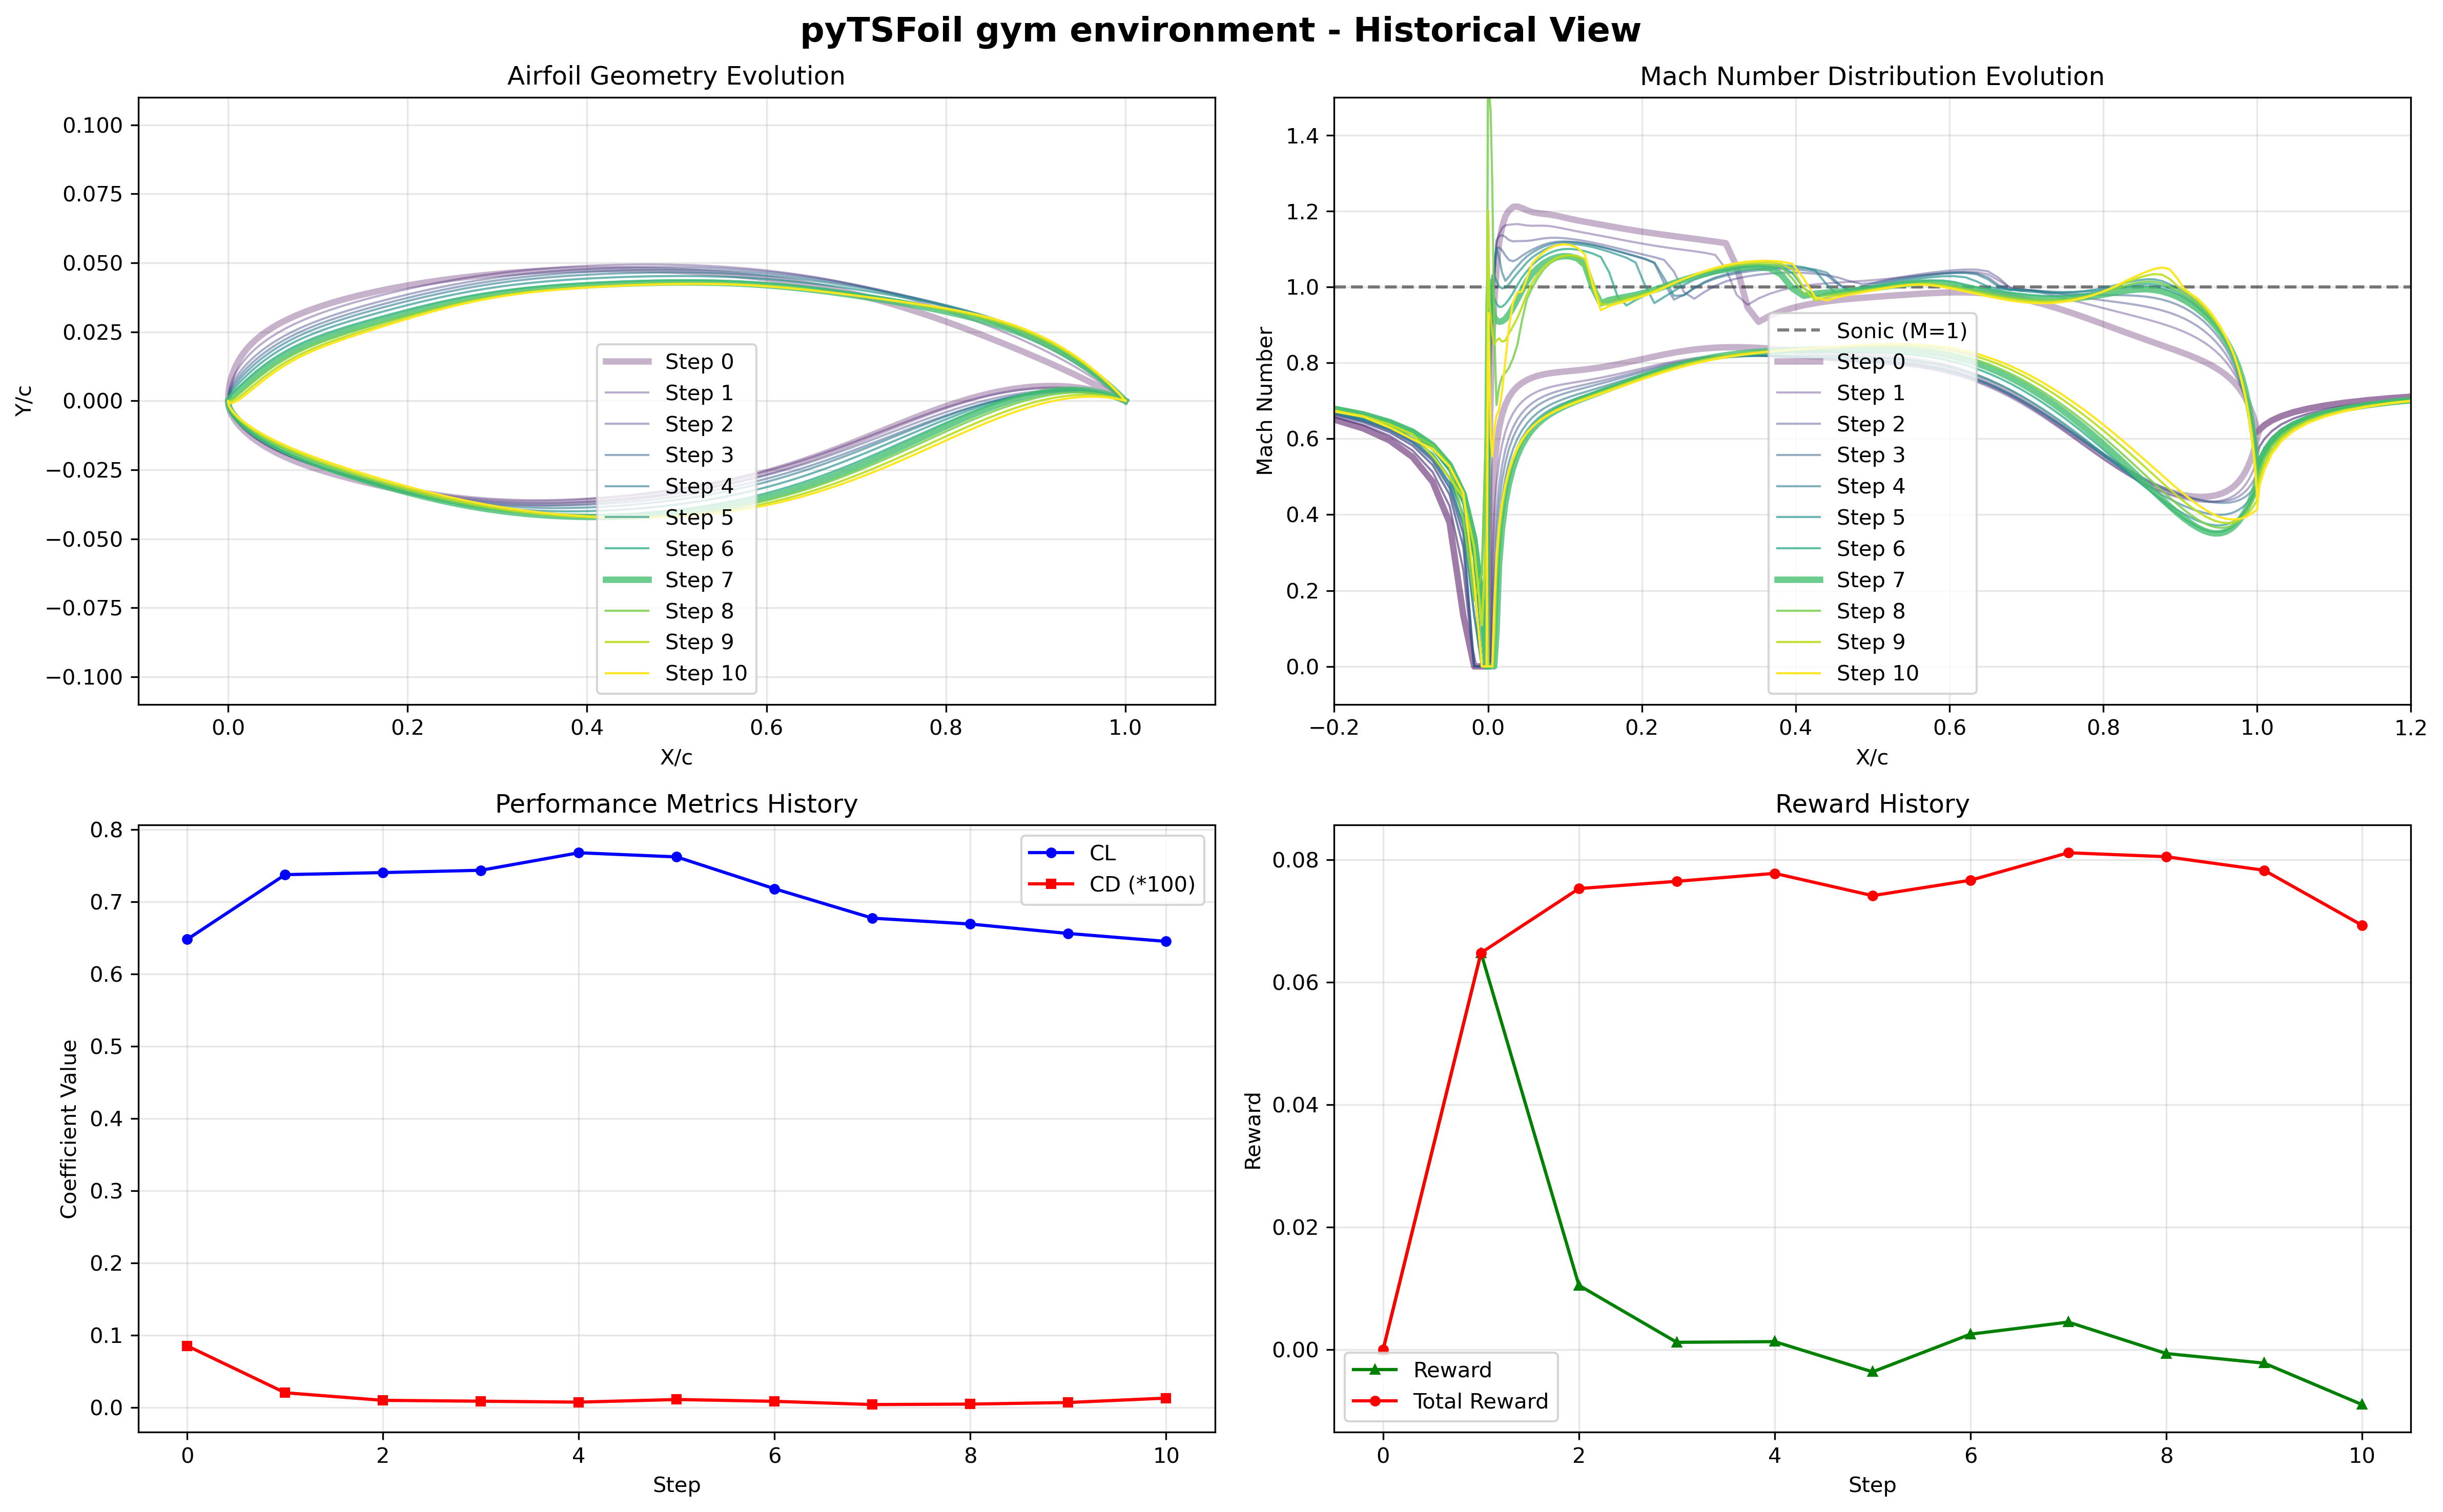 pyTSFoil gym environment - Historical View
Airfoil Geometry Evolution
0.100
0.075
0.050
0.025
0.000
−0.025
−0.050
−0.075
−0.100
Y/c
Step 0
Step 1
Step 2
Step 3
Step 4
Step 5
Step 6
Step 7
Step 8
Step 9
Step 10
0.0
0.2
0.4
0.6
0.8
1.0
X/c
Mach Number Distribution Evolution
1.4
1.2
1.0
0.8
0.6
0.4
0.2
0.0
Mach Number
Sonic (M=1)
Step 0
Step 1
Step 2
Step 3
Step 4
Step 5
Step 6
Step 7
Step 8
Step 9
Step 10
−0.2
0.0
0.2
0.4
0.6
0.8
1.0
1.2
X/c
Performance Metrics History
0.8
0.7
0.6
0.5
0.4
0.3
0.2
0.1
0.0
Coefficient Value
CL
CD (*100)
0
2
4
6
8
10
Step
Reward History
0.08
0.06
0.04
0.02
0.00
Reward
Reward
Total Reward
0
2
4
6
8
10
Step